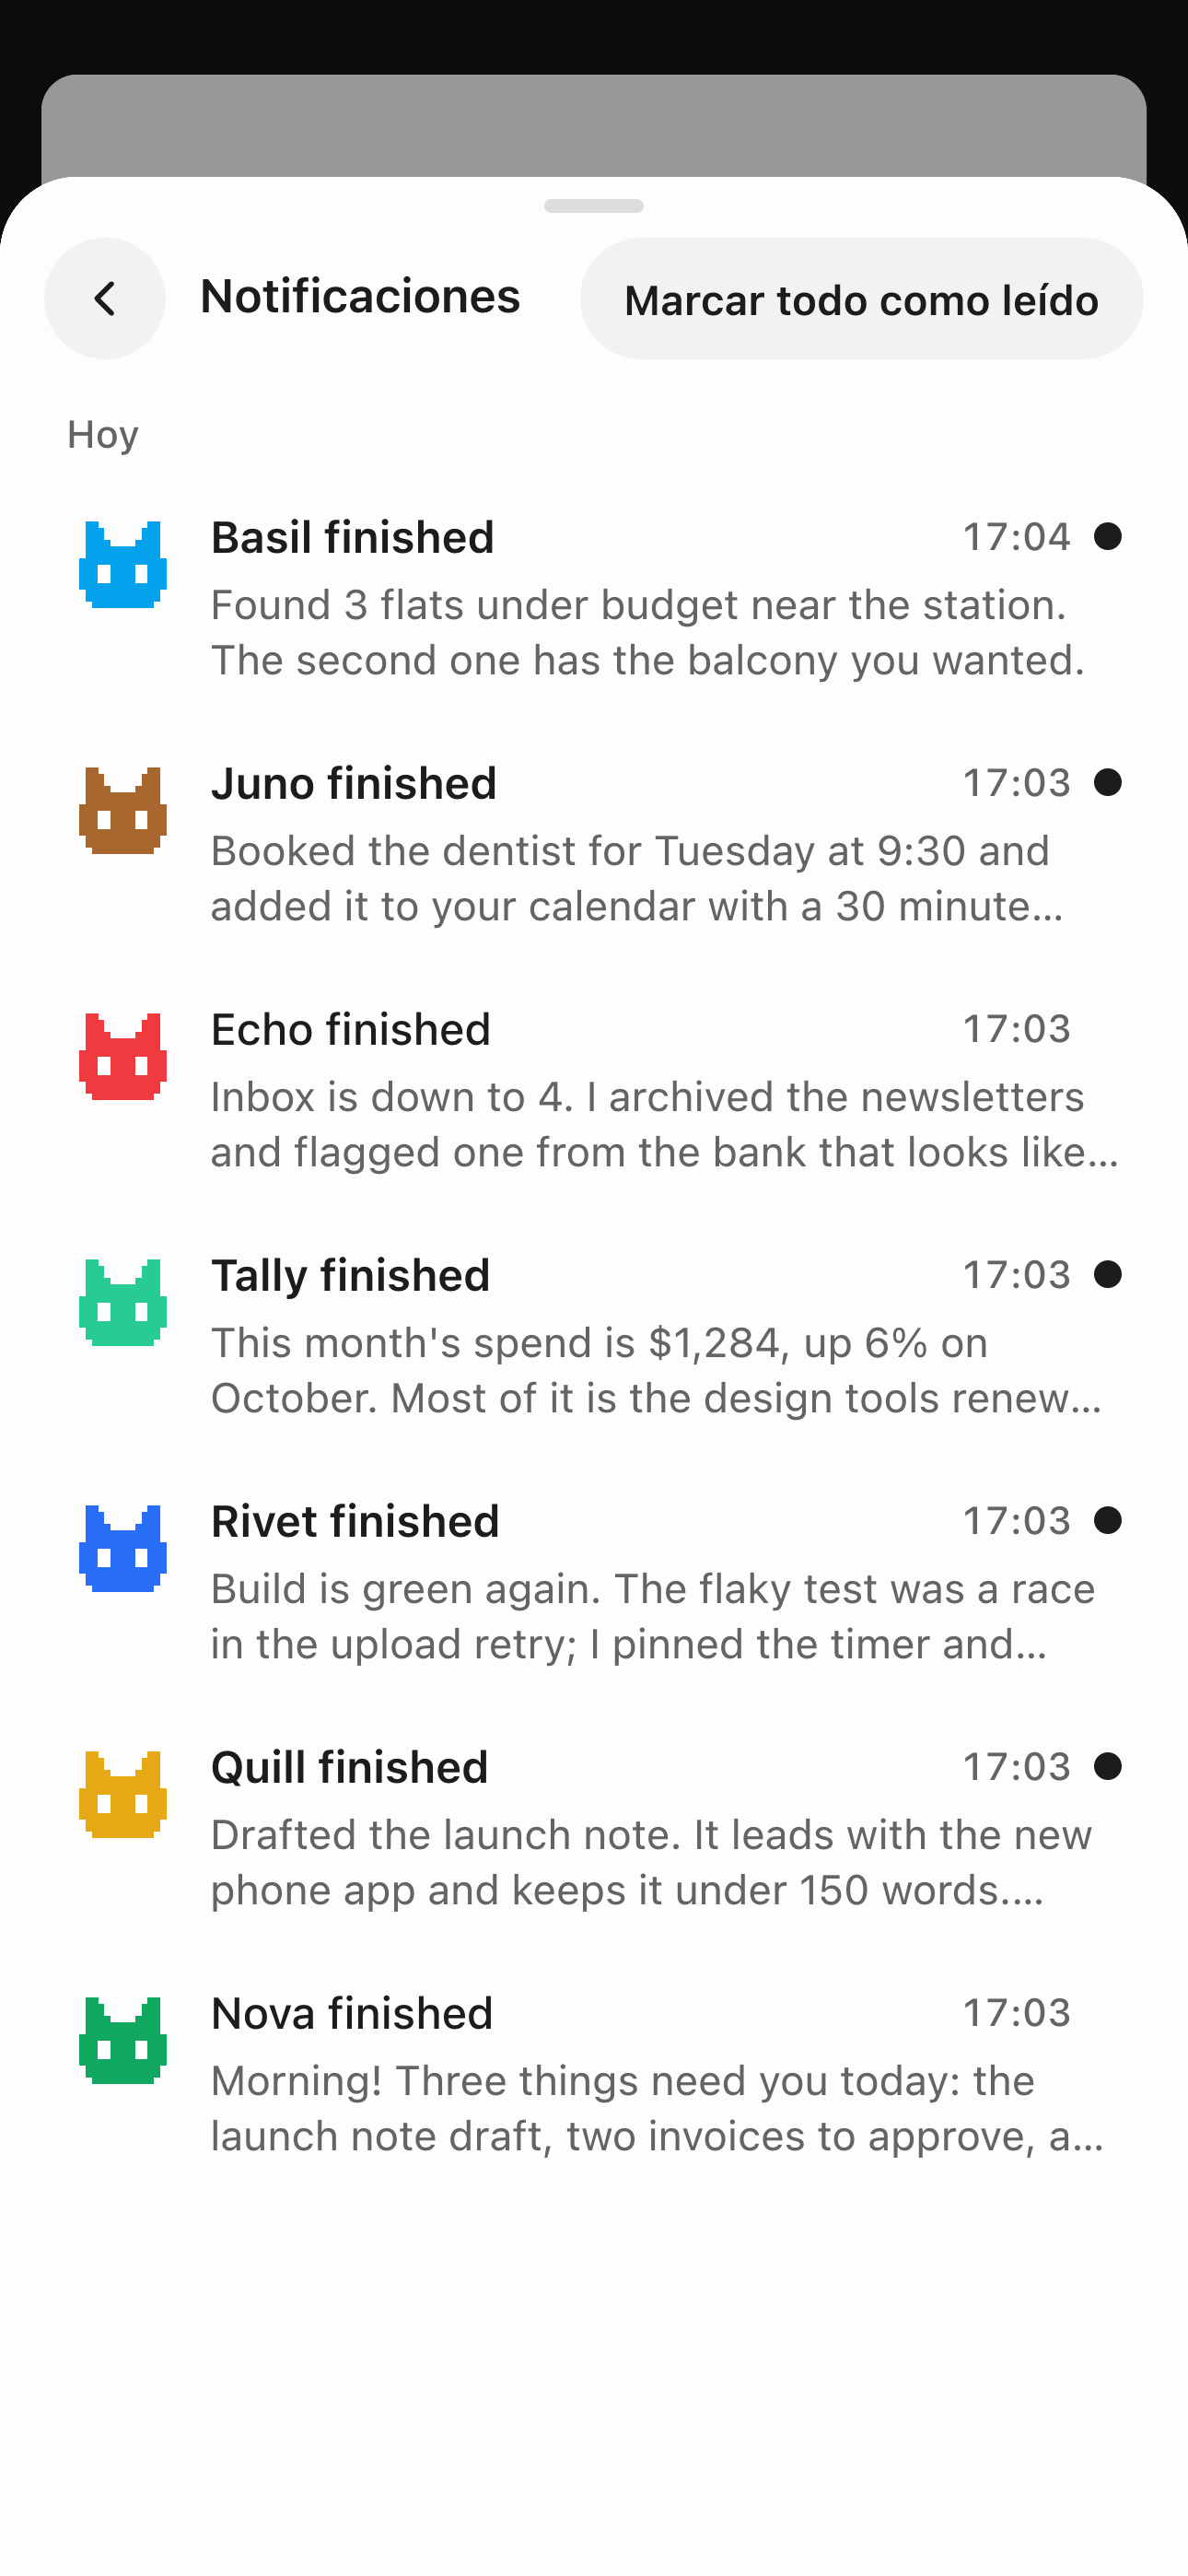 Notificaciones
Marcar todo como leído
Hoy
Basil finished
17:04
Found 3 flats under budget near the station.
The second one has the balcony you wanted.
Juno finished
17:03
Booked the dentist for Tuesday at 9:30 and
added it to your calendar with a 30 minute...
Echo finished
17:03
Inbox is down to 4. I archived the newsletters
and flagged one from the bank that looks like...
Tally finished
17:03
This month's spend is $1,284, up 6% on
October. Most of it is the design tools renew...
Rivet finished
17:03
Build is green again. The flaky test was a race
in the upload retry; I pinned the timer and...
Quill finished
17:03
Drafted the launch note. It leads with the new
phone app and keeps it under 150 words....
Nova finished
17:03
Morning! Three things need you today: the
launch note draft, two invoices to approve, a...